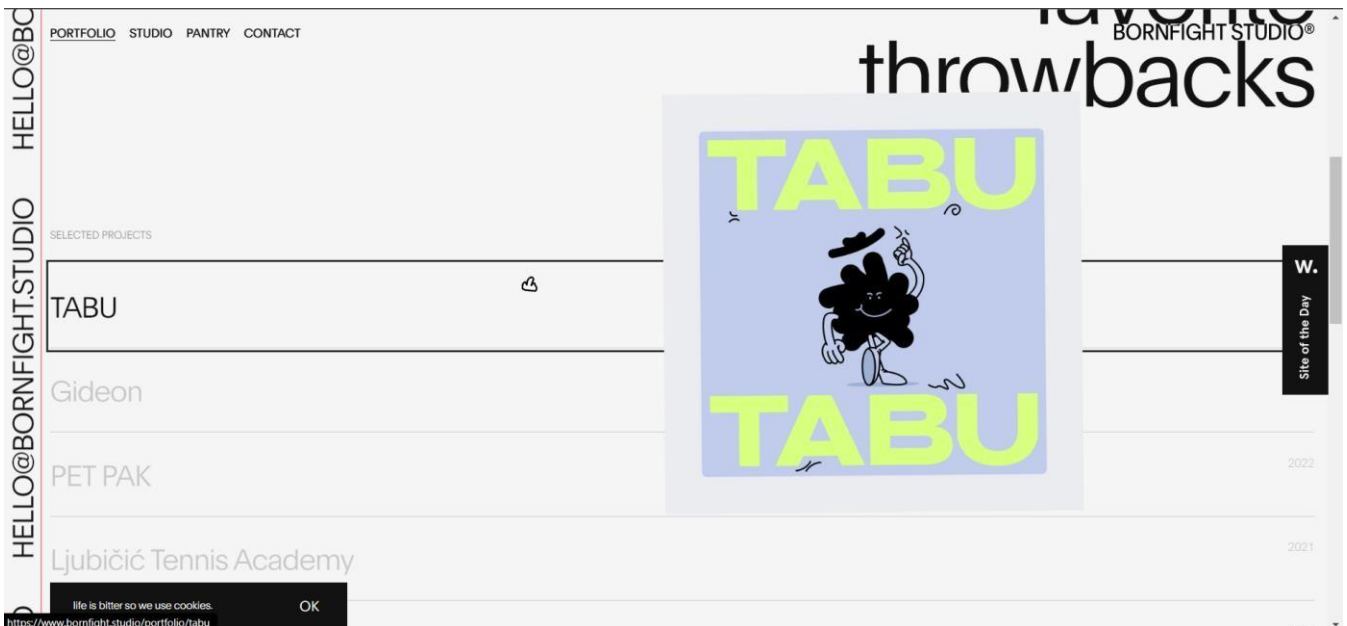 PORTFOLIO STUDIO PANTRY CONTACT
BORNFIGHT STUDIO®
favorite
throwbacks
HELLO@BORNFIGHT.STUDIO HELLO@BO
SELECTED PROJECTS
TABU
TABU
TABU
W.
Site of the Day
Gideon
PET PAK 2022
Ljubičić Tennis Academy 2021
life is bitter so we use cookies. OK
https://www.bornfight.studio/portfolio/tabu